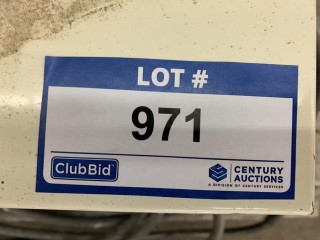 LOT #
971
ClubBid
CENTURY
AUCTIONS
A DIVISION OF CENTURY SERVICES